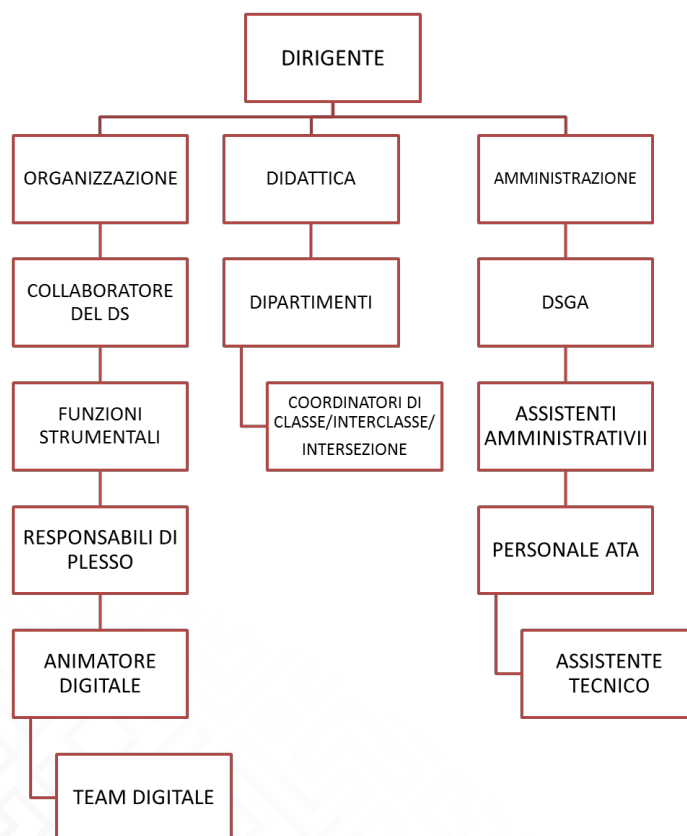 DIRIGENTE
ORGANIZZAZIONE
COLLABORATORE
DEL DS
FUNZIONI
STRUMENTALI
RESPONSABILI DI
PLESSO
ANIMATORE
DIGITALE
TEAM DIGITALE
DIDATTICA
DIPARTIMENTI
COORDINATORI DI
CLASSE/INTERCLASSE/
INTERSEZIONE
AMMINISTRAZIONE
DSGA
ASSISTENTI
AMMINISTRATIVII
PERSONALE ATA
ASSISTENTE
TECNICO